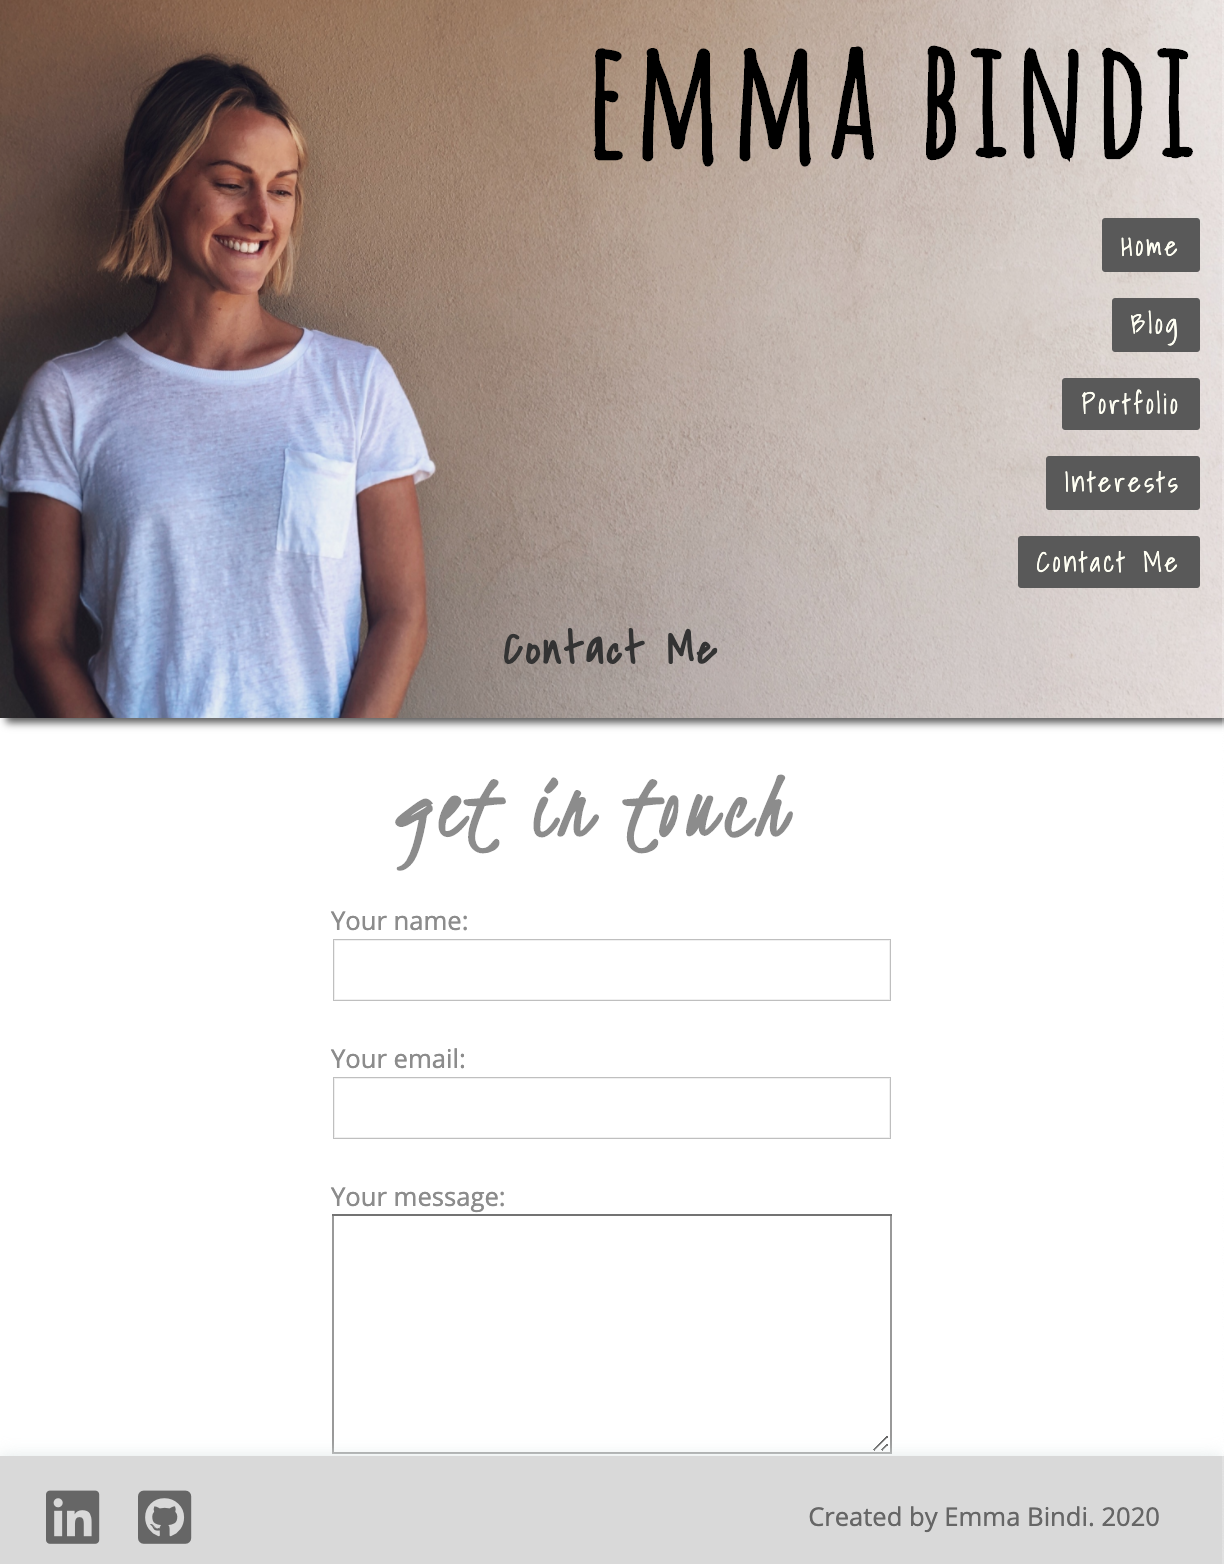 EMMA BINDI
Home
Blog
Portfolio
Interests
Contact Me
Contact Me
get in touch
Your name:
Your email:
Your message:
in
Created by Emma Bindi. 2020